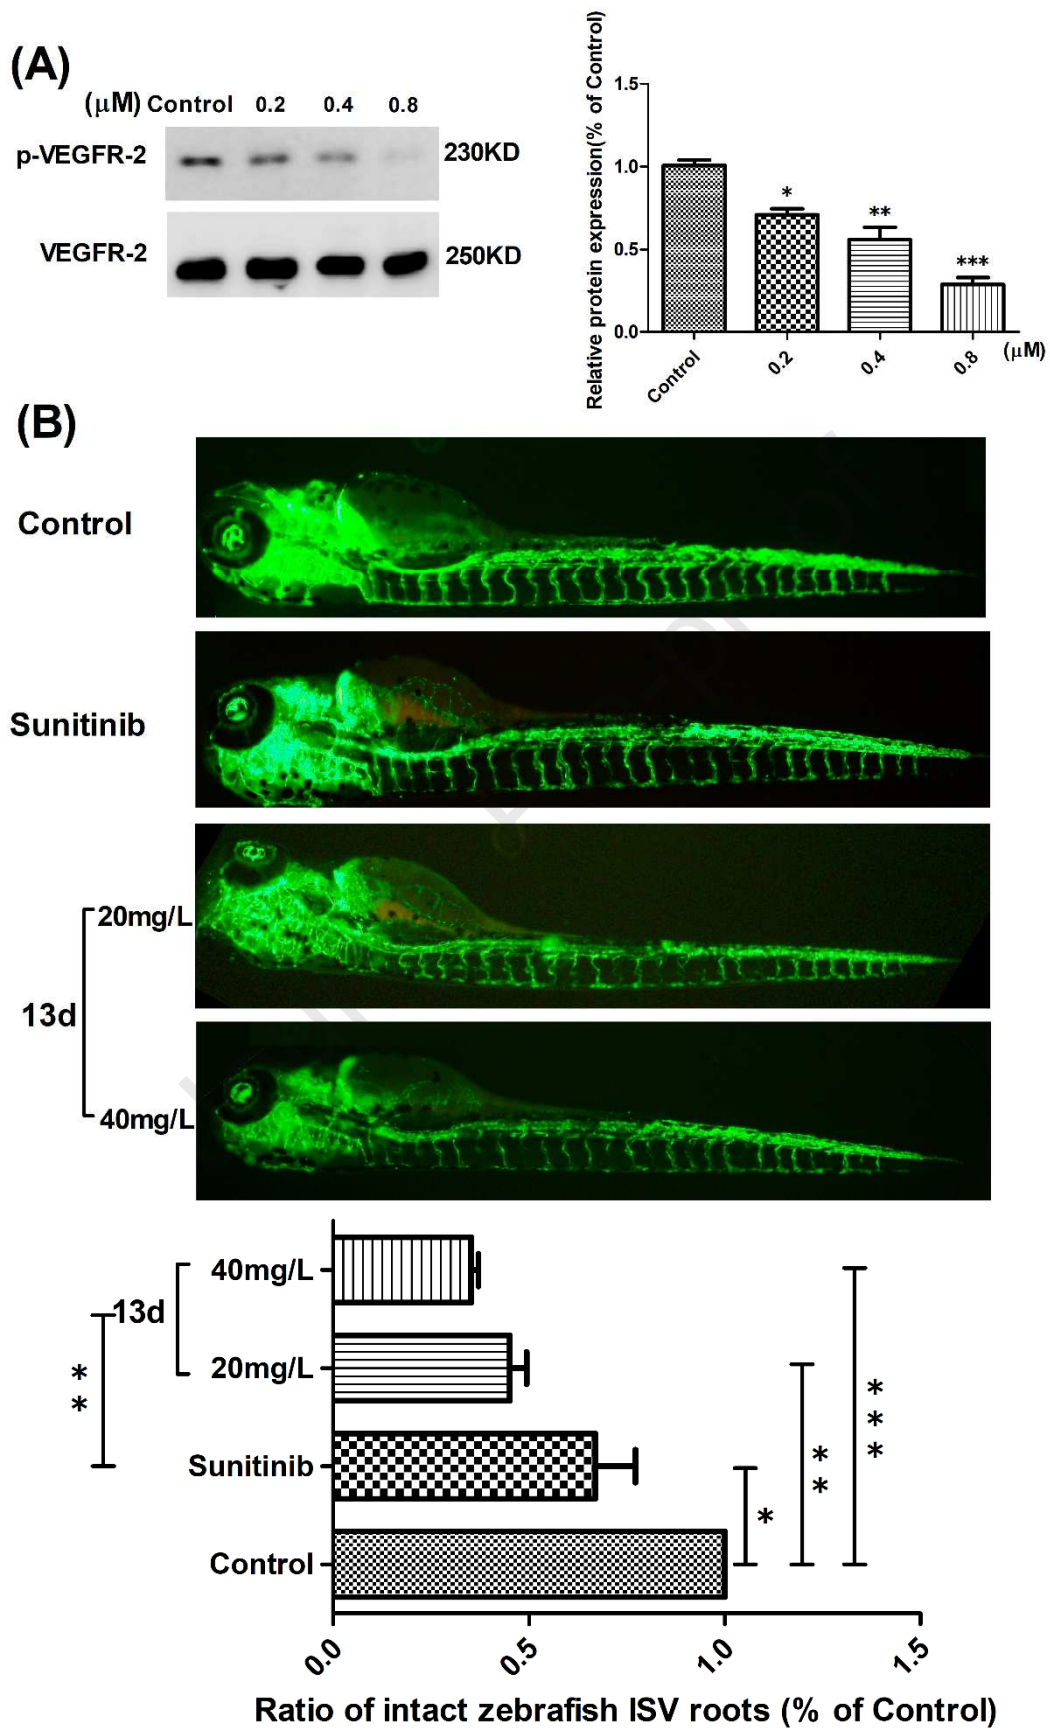 (A)
(μM) Control 0.2 0.4 0.8
p-VEGFR-2 230KD
VEGFR-2 250KD
Relative protein expression(% of Control)
1.5
1.0
0.5
0.0
*
**
***
Control 0.2 0.4 0.8 (μM)
(B)
Control
Sunitinib
13d
20mg/L
40mg/L
40mg/L
13d
20mg/L
Sunitinib
Control
**
*
**
***
0.0 0.5 1.0 1.5
Ratio of intact zebrafish ISV roots (% of Control)